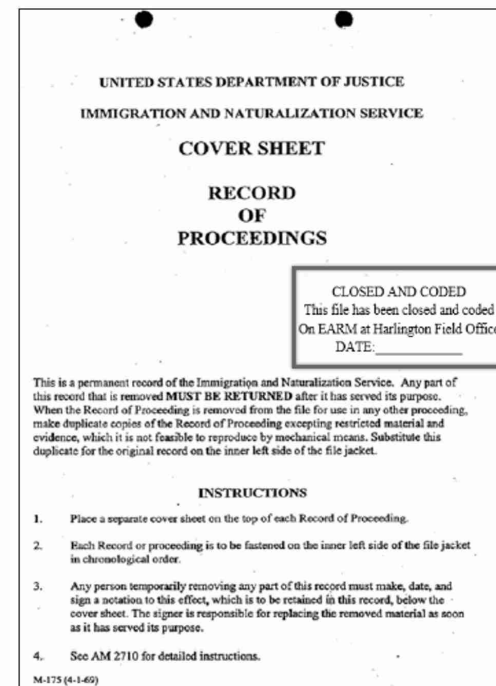 UNITED STATES DEPARTMENT OF JUSTICE
IMMIGRATION AND NATURALIZATION SERVICE
COVER SHEET
RECORD
OF
PROCEEDINGS
CLOSED AND CODED
This file has been closed and coded
On EARM at Harlington Field Office
DATE:____________
This is a permanent record of the Immigration and Naturalization Service. Any part of
this record that is removed MUST BE RETURNED after it has served its purpose.
When the Record of Proceeding is removed from the file for use in any other proceeding,
make duplicate copies of the Record of Proceeding excepting restricted material and
evidence, which it is not feasible to reproduce by mechanical means. Substitute this
duplicate for the original record on the inner left side of the file jacket.
INSTRUCTIONS
1. Place a separate cover sheet on the top of each Record of Proceeding.
2. Each Record or proceeding is to be fastened on the inner left side of the file jacket
in chronological order.
3. Any person temporarily removing any part of this record must make, date, and
sign a notation to this effect, which is to be retained in this record, below the
cover sheet. The signer is responsible for replacing the removed material as soon
as it has served its purpose.
4. See AM 2710 for detailed instructions.
M-175 (4-1-69)